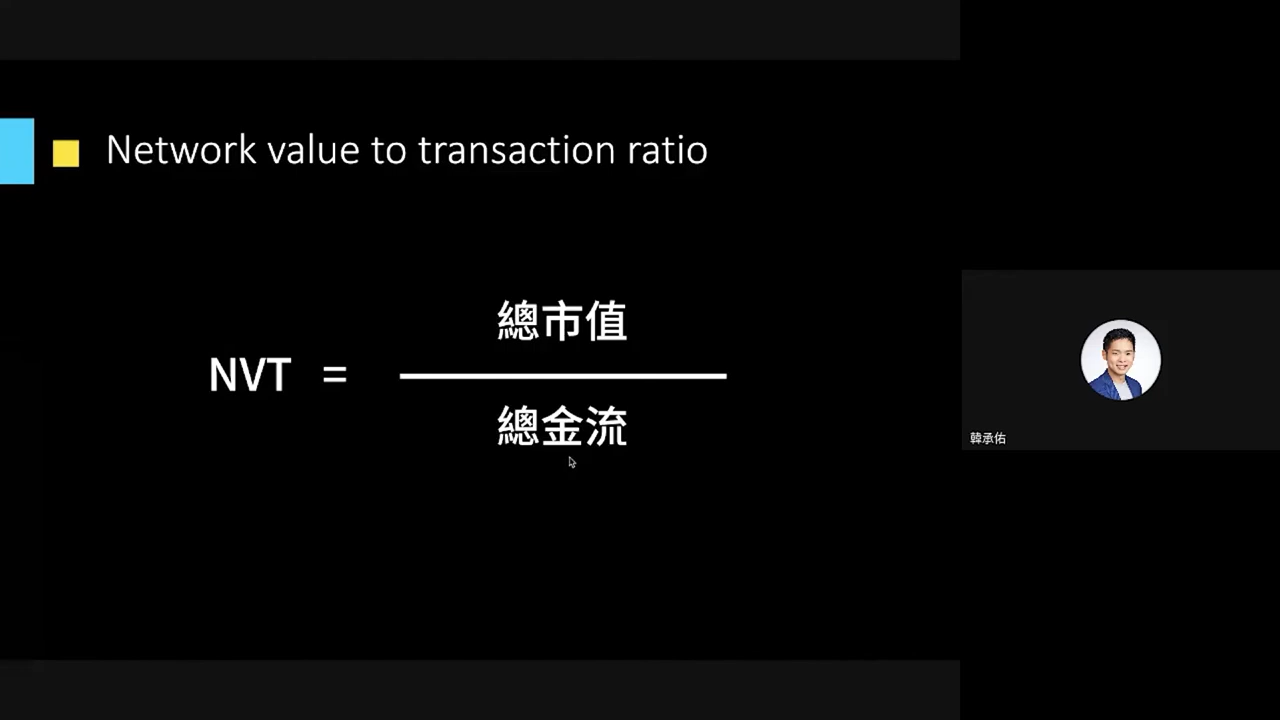 Network value to transaction ratio
總市值
NVT =
總金流
韓承佑